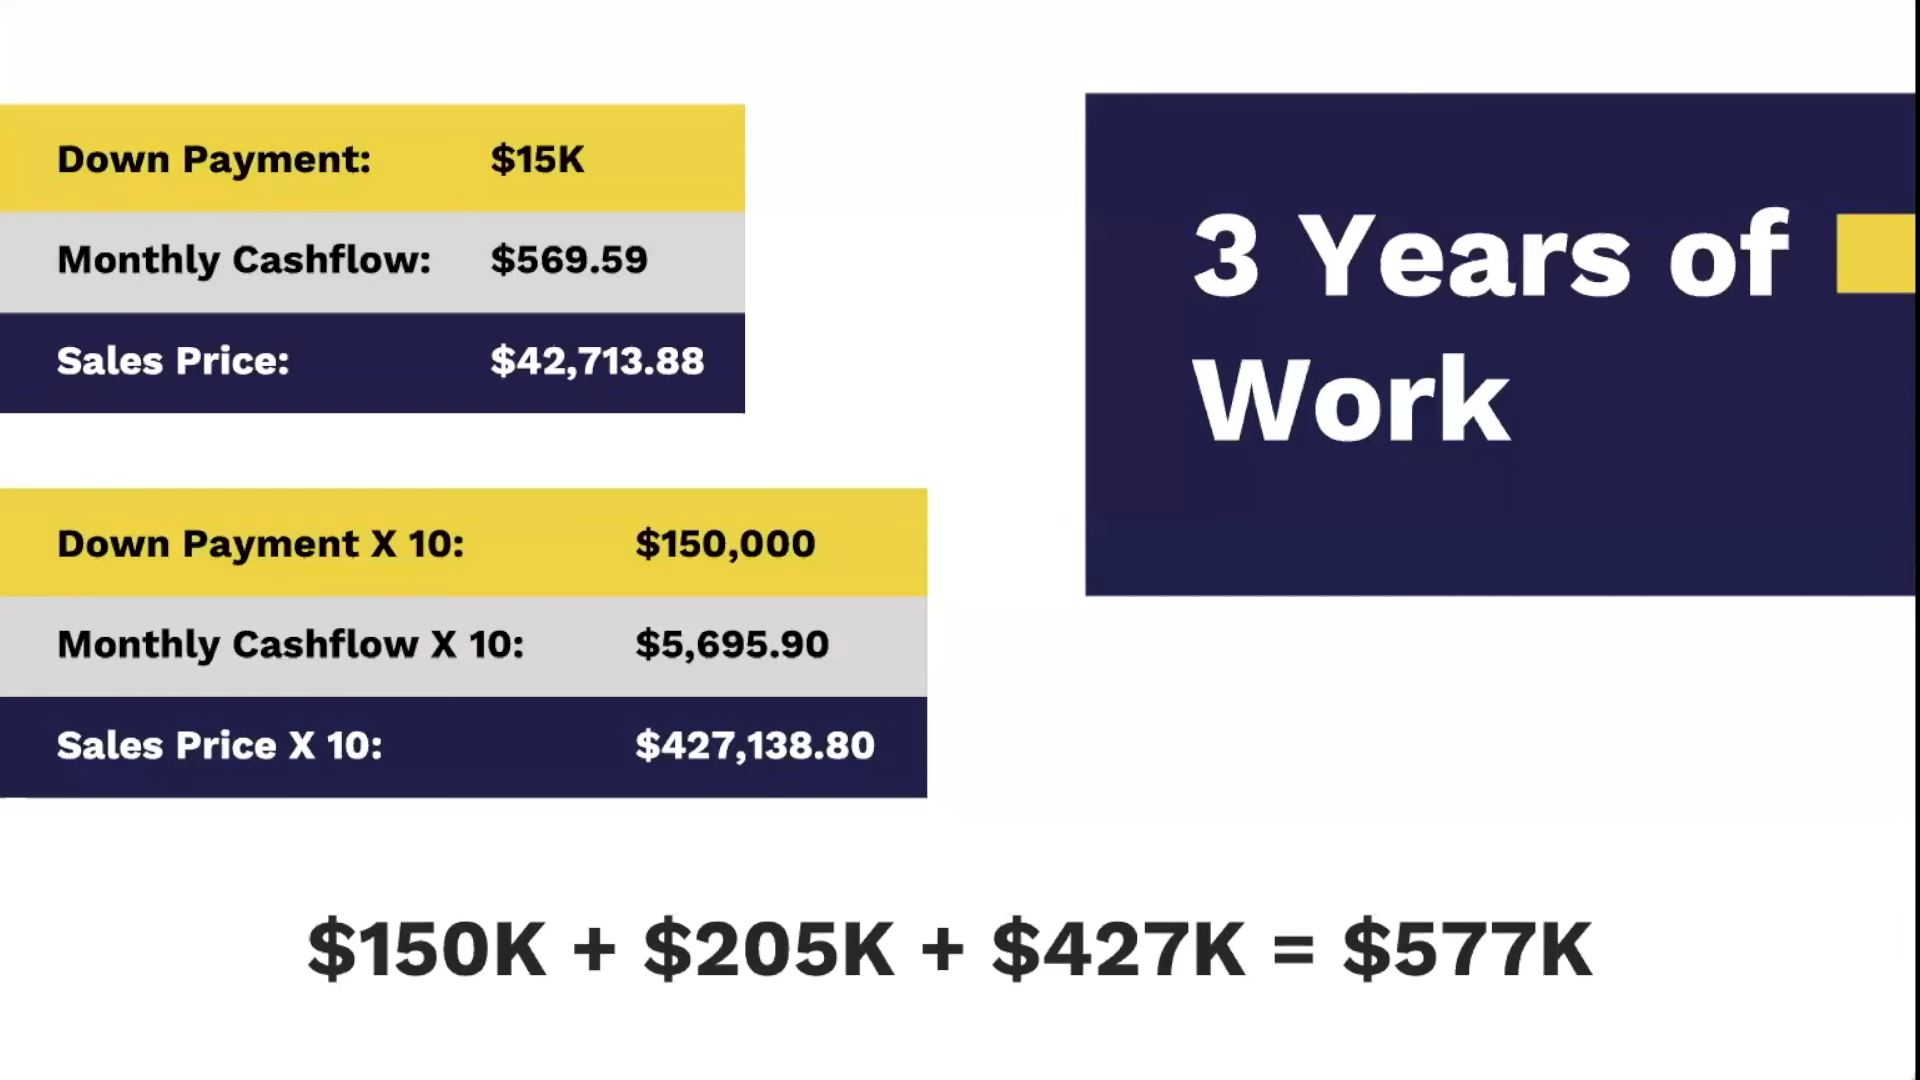 Down Payment: $15K
Monthly Cashflow: $569.59
Sales Price: $42,713.88
3 Years of
Work
Down Payment X 10: $150,000
Monthly Cashflow X 10: $5,695.90
Sales Price X 10: $427,138.80
$150K + $205K + $427K = $577K